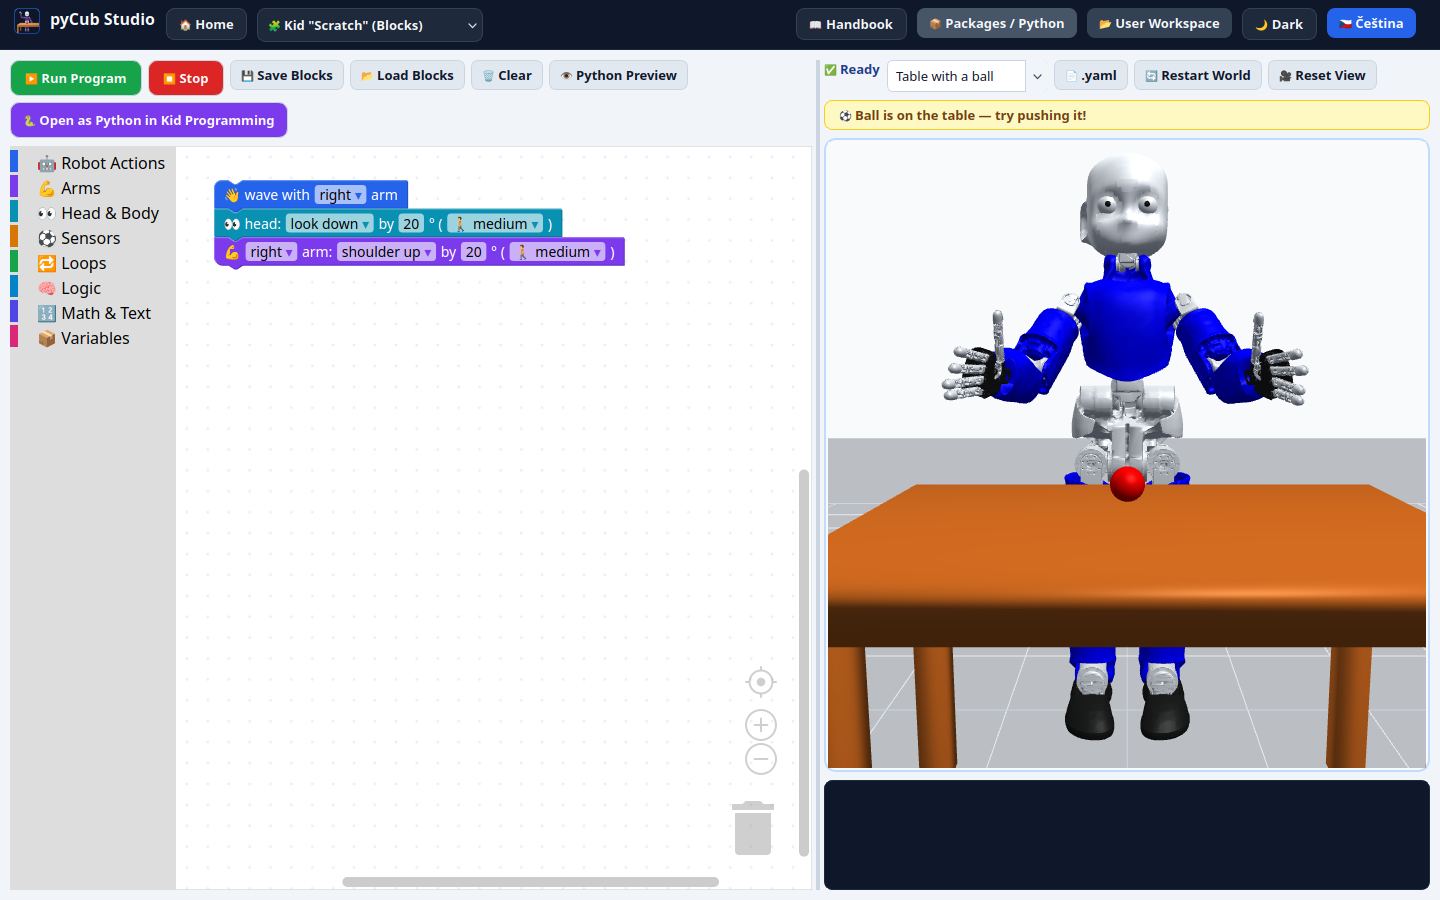 pyCub Studio
Home
Kid "Scratch" (Blocks)
Handbook
Packages / Python
User Workspace
Dark
Čeština
Run Program
Stop
Save Blocks
Load Blocks
Clear
Python Preview
Open as Python in Kid Programming
Robot Actions
Arms
Head & Body
Sensors
Loops
Logic
Math & Text
Variables
wave with right arm
head: look down by 20 ° ( medium )
right arm: shoulder up by 20 ° ( medium )
Ready
Table with a ball
.yaml
Restart World
Reset View
Ball is on the table — try pushing it!